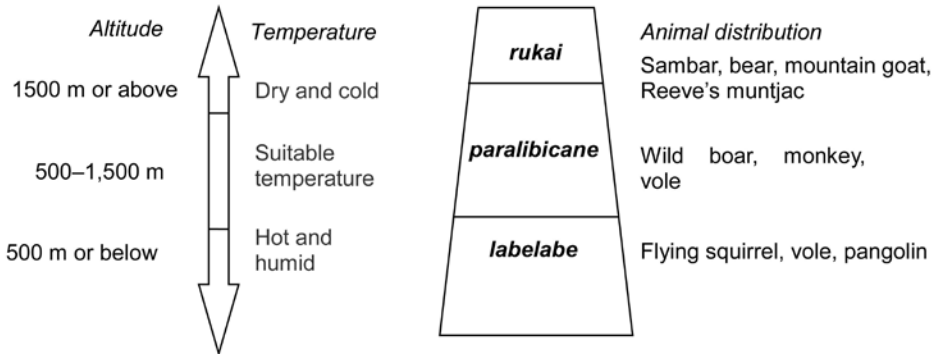 Altitude
Temperature
Animal distribution
rukai
1500 m or above
Dry and cold
Sambar, bear, mountain goat,
Reeve's muntjac
500–1,500 m
Suitable
temperature
paralibicane
Wild boar, monkey,
vole
500 m or below
Hot and
humid
labelabe
Flying squirrel, vole, pangolin